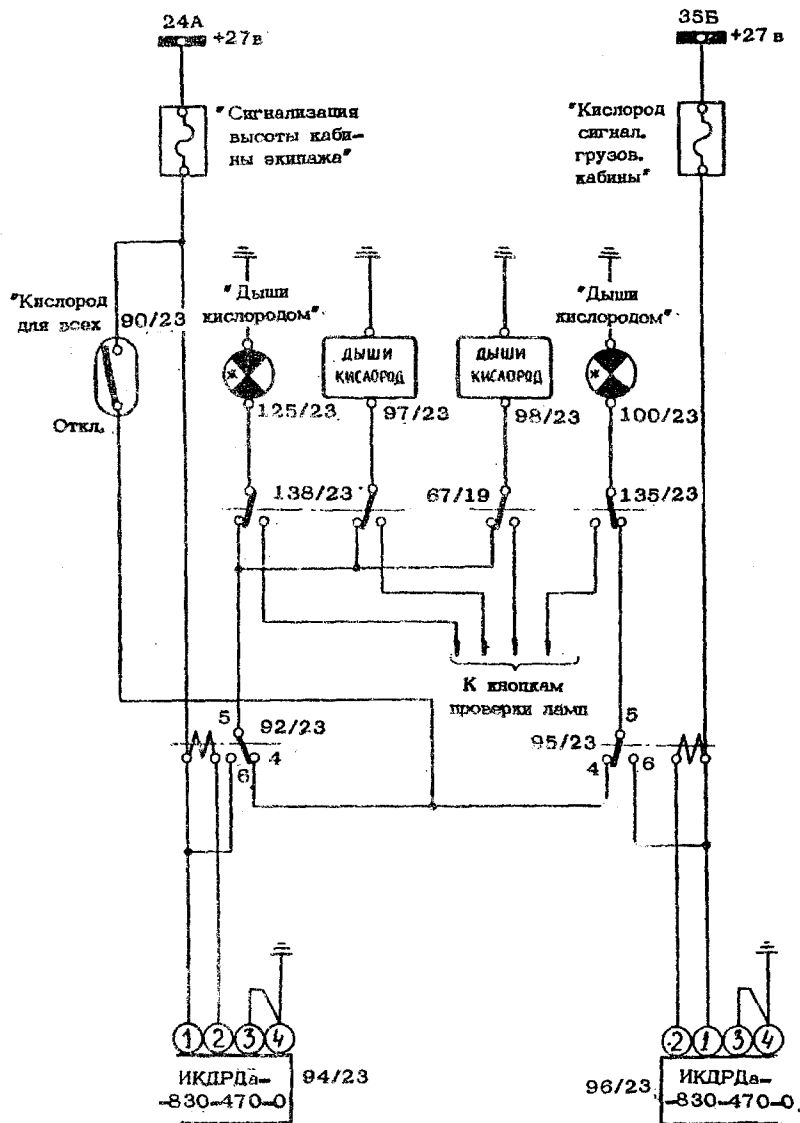 24А
+27в
35Б
+27 в
"Сигнализация
высоты каби-
ны экипажа"
"Кислород
сигнал.
грузов.
кабины"
"Кислород
для всех
90/23
Откл.
"Дыши
кислородом"
"Дыши
кислородом"
Ж
ДЫШИ
КИСЛОРОД
ДЫШИ
КИСЛОРОД
Ж
125/23
97/23
98/23
100/23
138/23
67/19
135/23
К кнопкам
проверки ламп
5
92/23
4
6
5
95/23
4
6
1
2
3
4
2
1
3
4
ИКДРДа-
-830-470-0
94/23
96/23
ИКДРДа-
-830-470-0